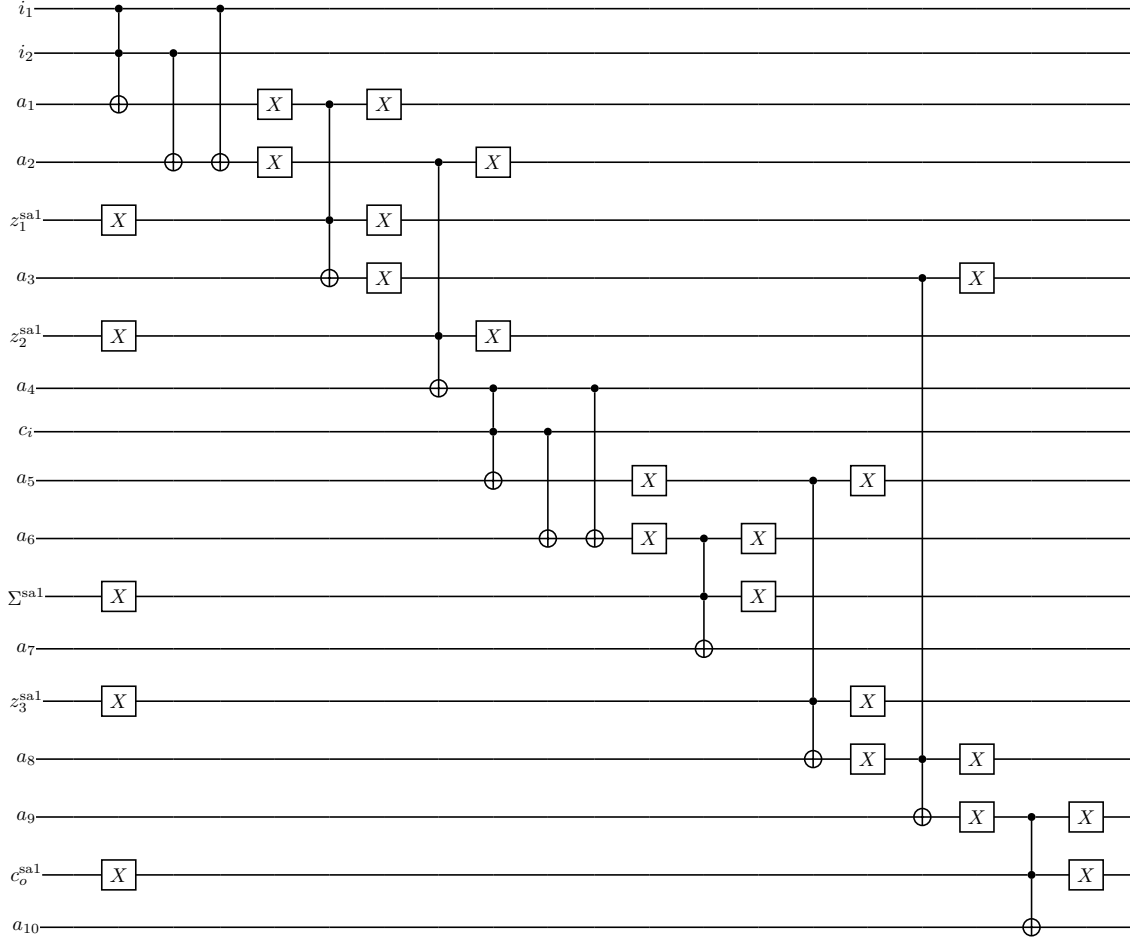 i₁
i₂
a₁ X X
a₂ X X
z₁ˢᵃ¹ X X
a₃ X X
z₂ˢᵃ¹ X X
a₄
cᵢ
a₅ X X
a₆ X X
Σˢᵃ¹ X X
a₇
z₃ˢᵃ¹ X X
a₈ X X
a₉ X X
cₒˢᵃ¹ X X
a₁₀